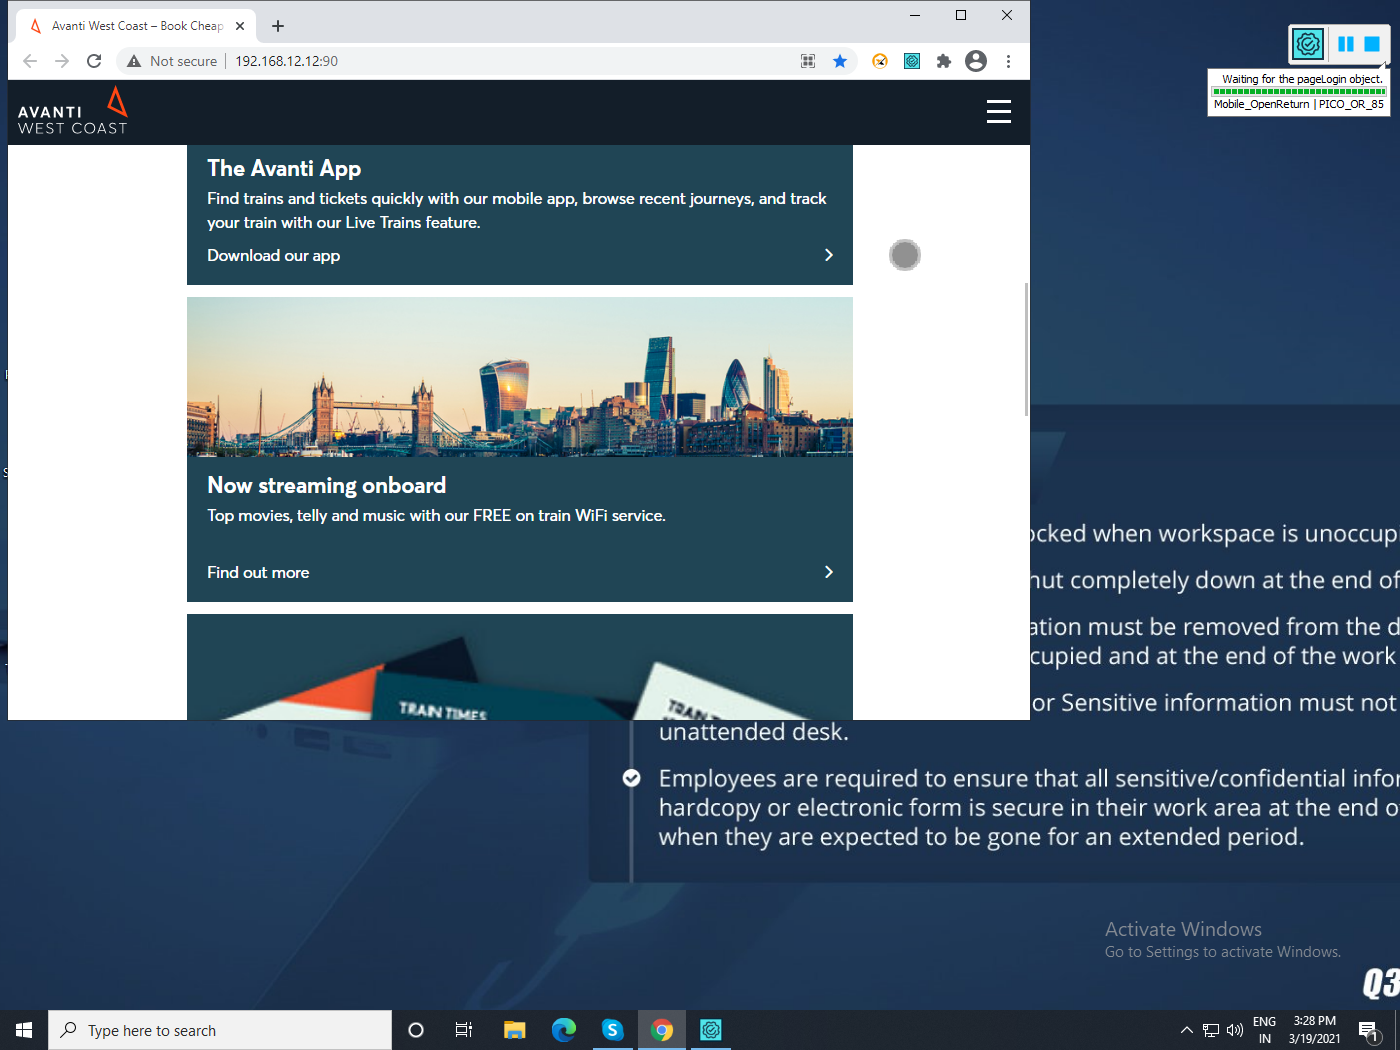 Avanti West Coast – Book Cheap
Not secure
192.168.12.12:90
Waiting for the pageLogin object.
Mobile_OpenReturn | PICO_OR_85
AVANTI
WEST COAST
The Avanti App
Find trains and tickets quickly with our mobile app, browse recent journeys, and track
your train with our Live Trains feature.
Download our app
Now streaming onboard
Top movies, telly and music with our FREE on train WiFi service.
Find out more
TRAIN TIMES
ocked when workspace is unoccup
hut completely down at the end of
ation must be removed from the d
cupied and at the end of the work
or Sensitive information must not
unattended desk.
Employees are required to ensure that all sensitive/confidential infor
hardcopy or electronic form is secure in their work area at the end o
when they are expected to be gone for an extended period.
Activate Windows
Go to Settings to activate Windows.
Q3
Type here to search
ENG
IN
3:28 PM
3/19/2021
1